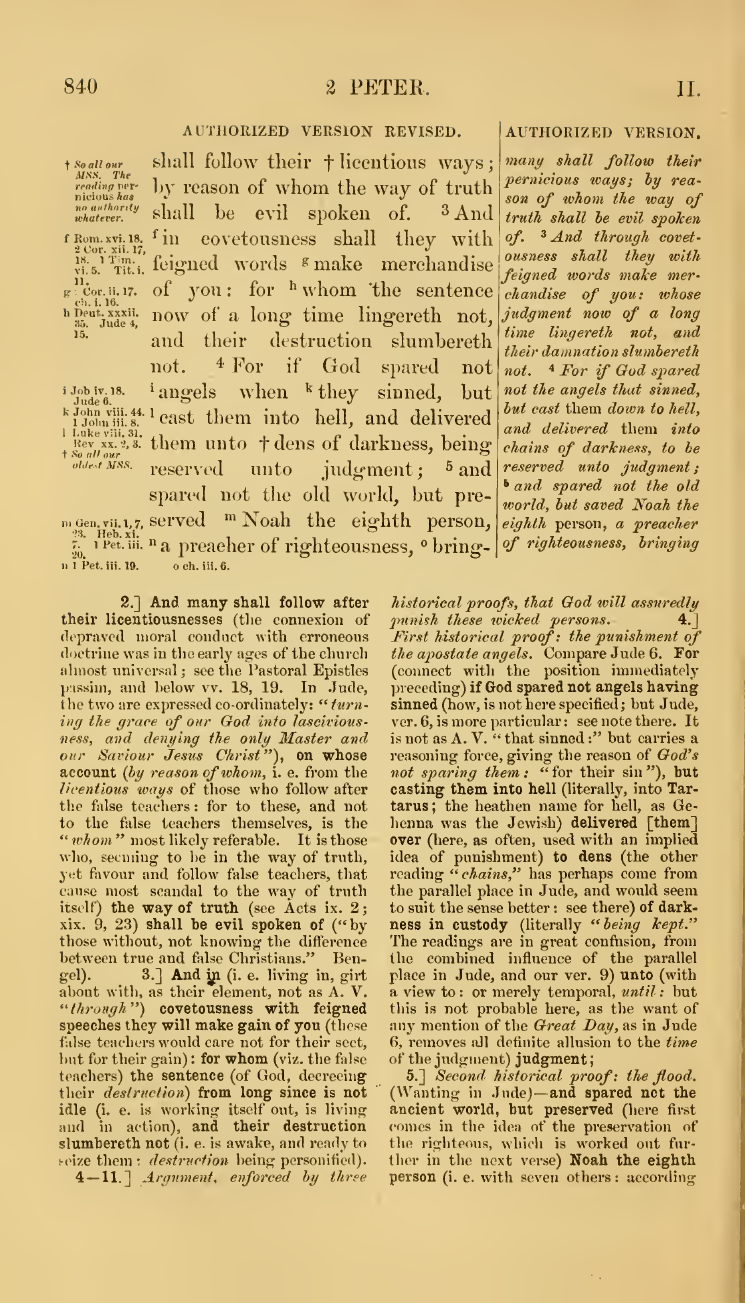 840
2 PETER.
II.
AUTHORIZED VERSION REVISED.
† So all our
MSS. The
reading per-
nicious has
no authority
whatever.
f Rom. xvi. 18.
2 Cor. xii. 17,
18. 1 Tim.
vi. 5. Tit. i.
11.
g Cor. ii. 17.
ch. i. 16.
h Deut. xxxii.
35. Jude 4,
15.
i Job iv. 18.
Jude 6.
k John viii. 44.
1 John iii. 8.
l Luke viii. 31.
Rev xx. 2, 3.
† So all our
oldest MSS.
m Gen. vii. 1, 7,
23. Heb. xi.
7. 1 Pet. iii.
20.
n 1 Pet. iii. 19.
o ch. iii. 6.
shall follow their † licentious ways ;
by reason of whom the way of truth
shall be evil spoken of. 3 And
f in covetousness shall they with
feigned words g make merchandise
of you : for h whom the sentence
now of a long time lingereth not,
and their destruction slumbereth
not. 4 For if God spared not
i angels when k they sinned, but
l cast them into hell, and delivered
them unto † dens of darkness, being
reserved unto judgment ; 5 and
spared not the old world, but pre-
served m Noah the eighth person,
n a preacher of righteousness, o bring-
AUTHORIZED VERSION.
many shall follow their
pernicious ways; by rea-
son of whom the way of
truth shall be evil spoken
of. 3 And through covet-
ousness shall they with
feigned words make mer-
chandise of you: whose
judgment now of a long
time lingereth not, and
their damnation slumbereth
not. 4 For if God spared
not the angels that sinned,
but cast them down to hell,
and delivered them into
chains of darkness, to be
reserved unto judgment ;
5 and spared not the old
world, but saved Noah the
eighth person, a preacher
of righteousness, bringing
2.] And many shall follow after
their licentiousnesses (the connexion of
depraved moral conduct with erroneous
doctrine was in the early ages of the church
almost universal ; see the Pastoral Epistles
passim, and below vv. 18, 19. In Jude,
the two are expressed co-ordinately: “turn-
ing the grace of our God into lascivious-
ness, and denying the only Master and
our Saviour Jesus Christ”), on whose
account (by reason of whom, i. e. from the
licentious ways of those who follow after
the false teachers : for to these, and not
to the false teachers themselves, is the
“whom” most likely referable. It is those
who, seeming to be in the way of truth,
yet favour and follow false teachers, that
cause most scandal to the way of truth
itself) the way of truth (see Acts ix. 2 ;
xix. 9, 23) shall be evil spoken of (“by
those without, not knowing the difference
between true and false Christians.” Ben-
gel). 3.] And in (i. e. living in, girt
about with, as their element, not as A. V.
“through”) covetousness with feigned
speeches they will make gain of you (these
false teachers would care not for their sect,
but for their gain) : for whom (viz. the false
teachers) the sentence (of God, decreeing
their destruction) from long since is not
idle (i. e. is working itself out, is living
and in action), and their destruction
slumbereth not (i. e. is awake, and ready to
seize them : destruction being personified).
4—11.] Argument, enforced by three
historical proofs, that God will assuredly
punish these wicked persons. 4.]
First historical proof: the punishment of
the apostate angels. Compare Jude 6. For
(connect with the position immediately
preceding) if God spared not angels having
sinned (how, is not here specified ; but Jude,
ver. 6, is more particular : see note there. It
is not as A. V. “that sinned :” but carries a
reasoning force, giving the reason of God's
not sparing them : “for their sin”), but
casting them into hell (literally, into Tar-
tarus ; the heathen name for hell, as Ge-
henna was the Jewish) delivered [them]
over (here, as often, used with an implied
idea of punishment) to dens (the other
reading “chains,” has perhaps come from
the parallel place in Jude, and would seem
to suit the sense better : see there) of dark-
ness in custody (literally “being kept.”
The readings are in great confusion, from
the combined influence of the parallel
place in Jude, and our ver. 9) unto (with
a view to : or merely temporal, until : but
this is not probable here, as the want of
any mention of the Great Day, as in Jude
6, removes all definite allusion to the time
of the judgment) judgment ;
5.] Second historical proof: the flood.
(Wanting in Jude)—and spared not the
ancient world, but preserved (here first
comes in the idea of the preservation of
the righteous, which is worked out fur-
ther in the next verse) Noah the eighth
person (i. e. with seven others : according